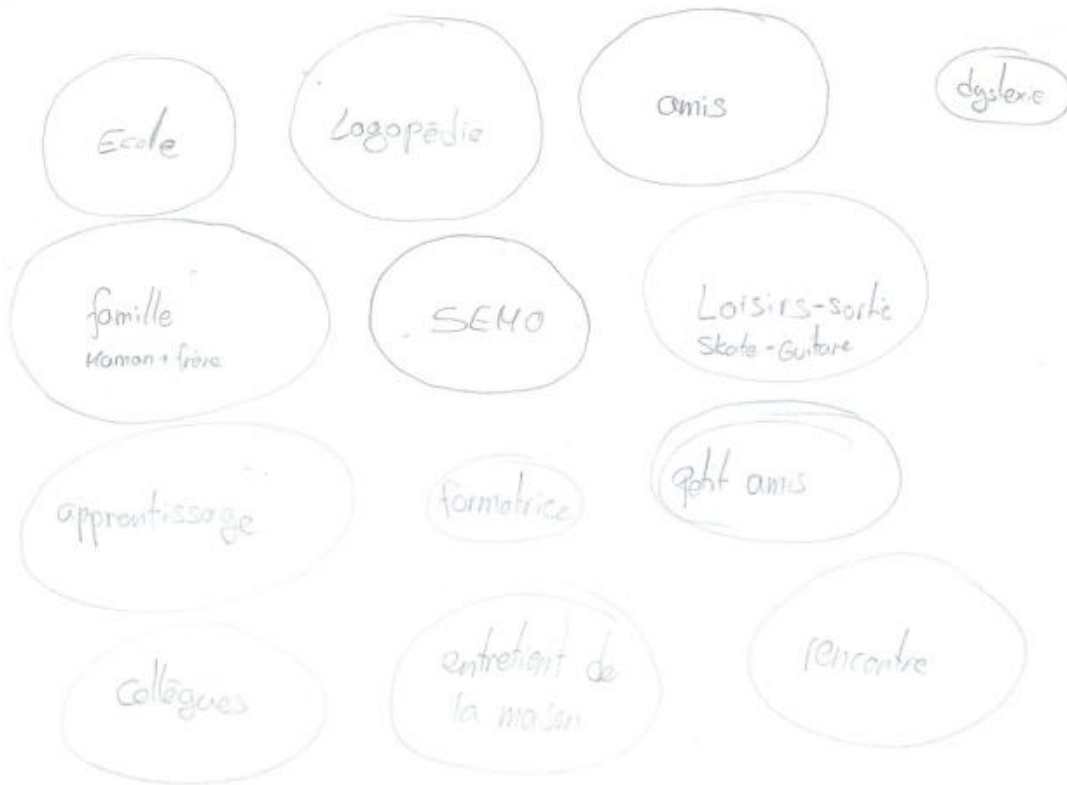 Ecole
Logopédie
amis
dyslexie
famille
Maman + frère
SEMO
Loisirs-sortie
Skate-Guitare
apprentissage
formatrice
petit amis
collègues
entretient de
la maison
rencontre